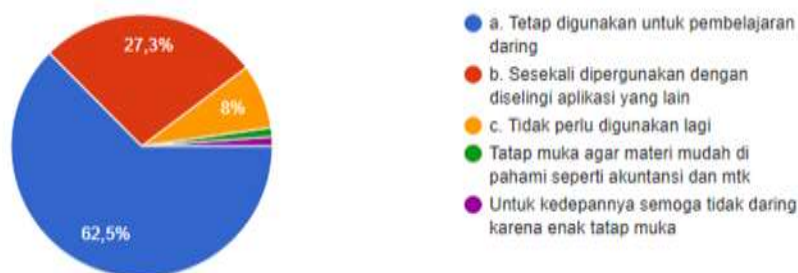 27,3%
8%
62,5%
a. Tetap digunakan untuk pembelajaran
daring
b. Sesekali dipergunakan dengan
diselingi aplikasi yang lain
c. Tidak perlu digunakan lagi
Tatap muka agar materi mudah di
pahami seperti akuntansi dan mtk
Untuk kedepannya semoga tidak daring
karena enak tatap muka